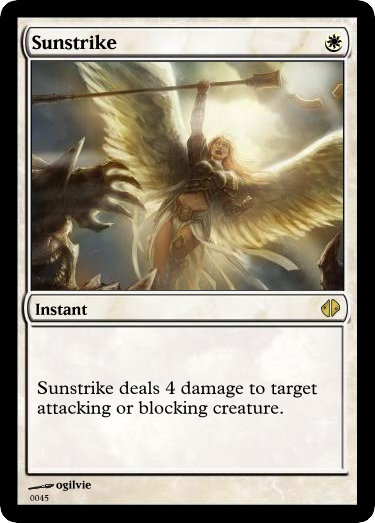 Sunstrike
Instant
Sunstrike deals 4 damage to target
attacking or blocking creature.
ogilvie
0045